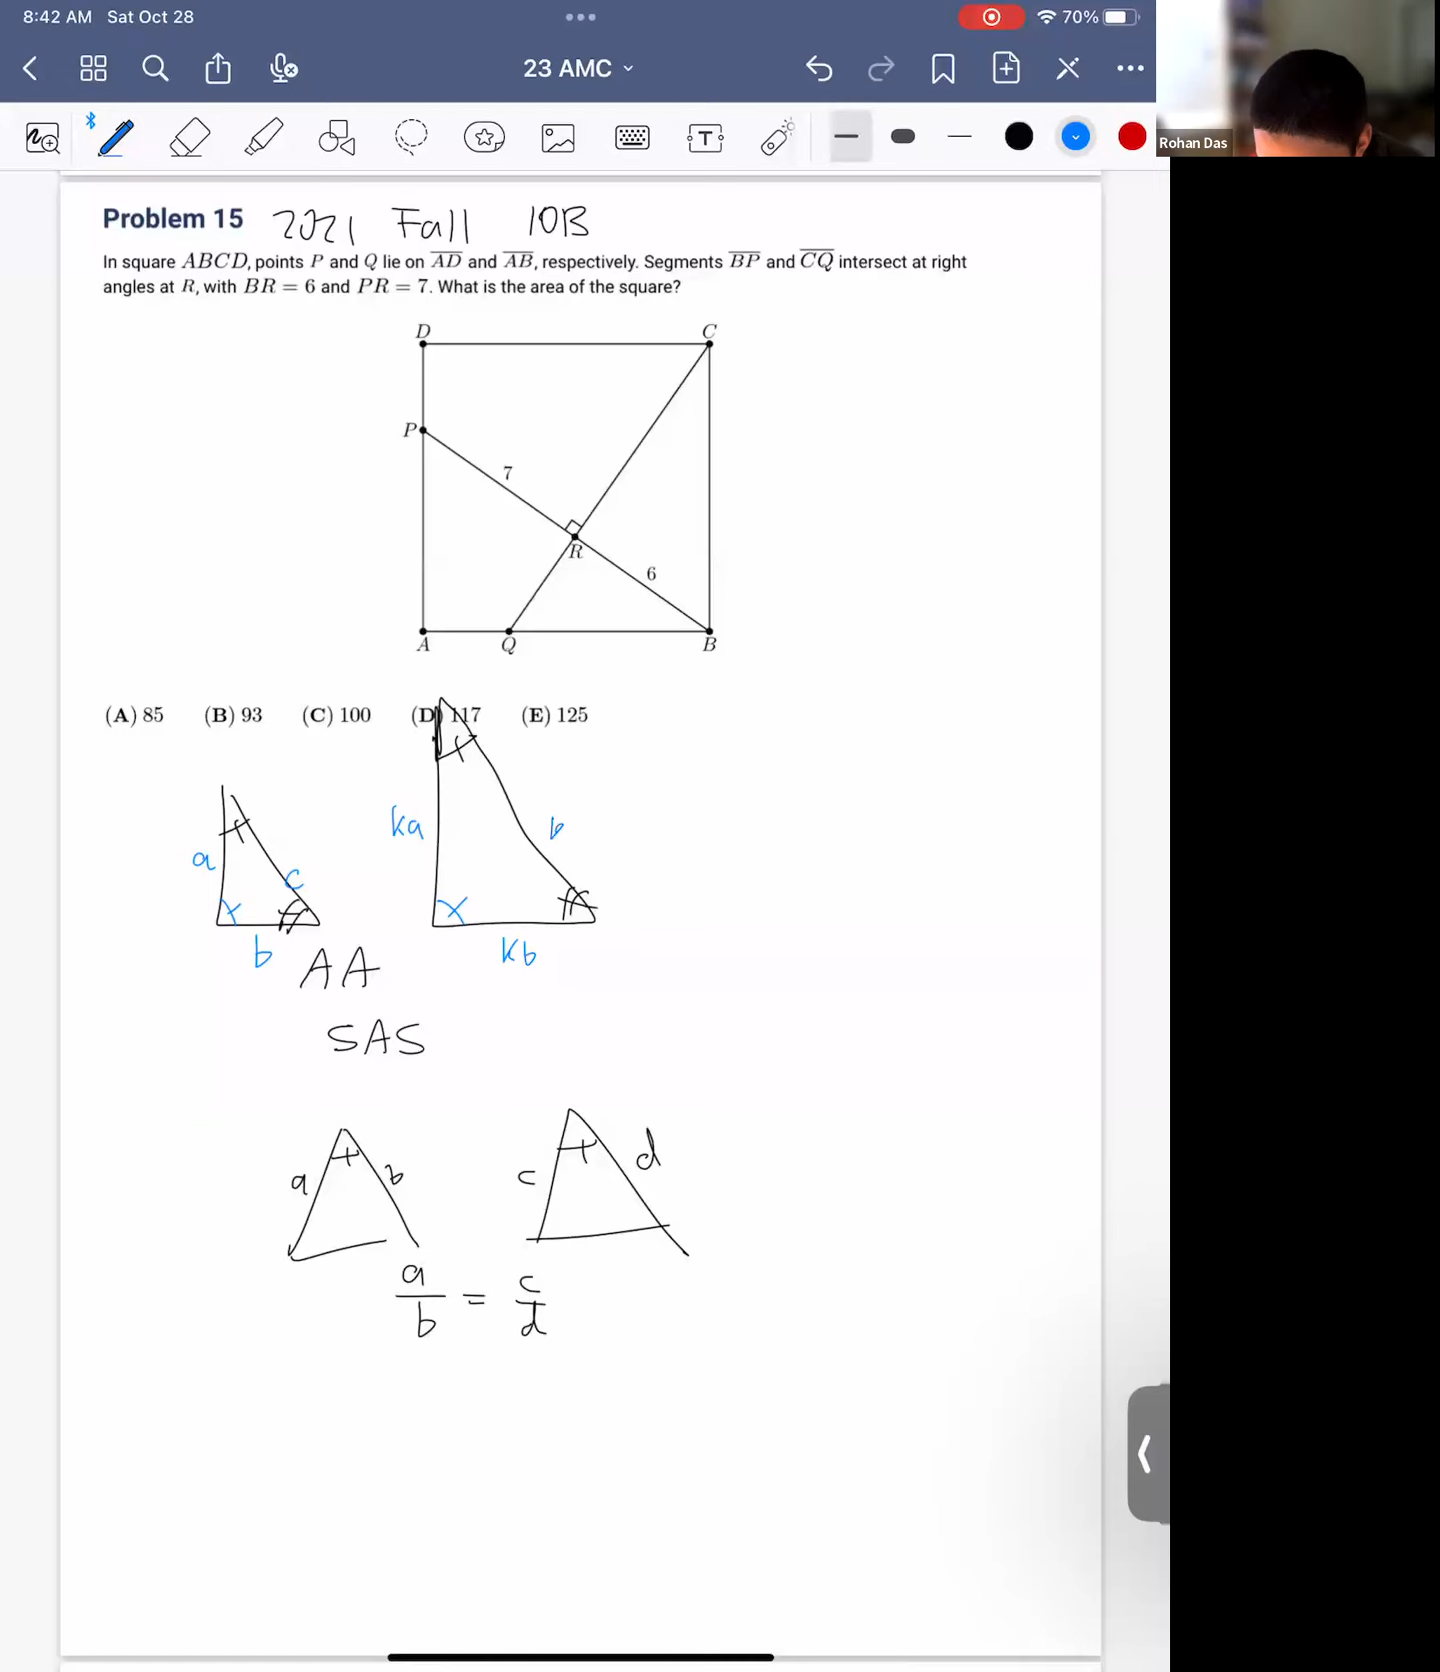 8:42 AM Sat Oct 28
70%
23 AMC
T
Rohan Das
Problem 15 2021 Fall 10B
In square ABCD, points P and Q lie on AD and AB, respectively. Segments BP and CQ intersect at right
angles at R, with BR = 6 and PR = 7. What is the area of the square?
D C
P
7
R
6
A Q B
(A) 85 (B) 93 (C) 100 (D) 117 (E) 125
ka
a c
b AA
kb
SAS
a b
c d
a/b = c/d